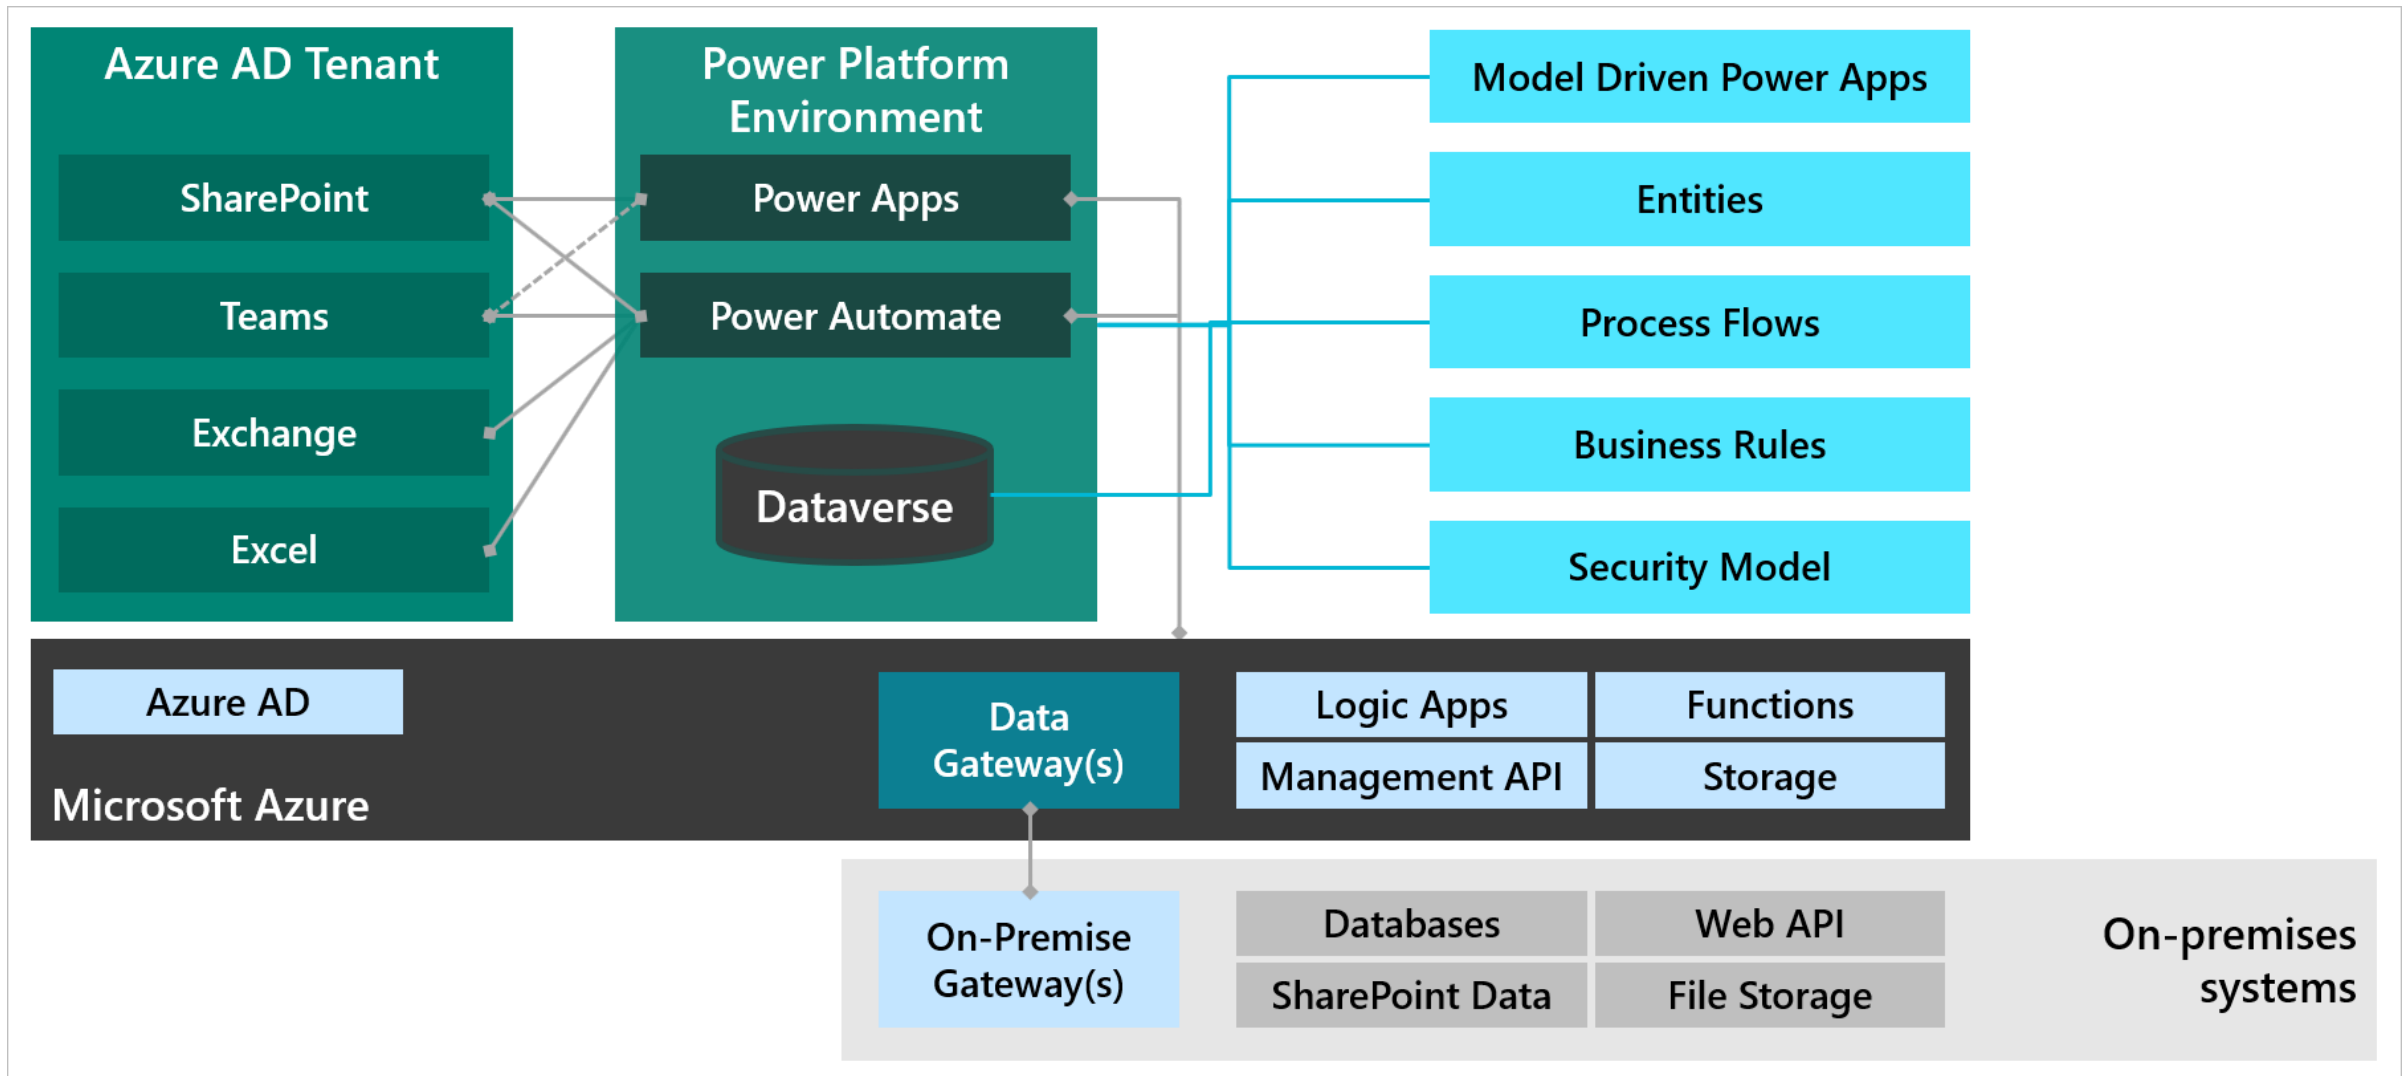 Azure AD Tenant
SharePoint
Teams
Exchange
Excel
Power Platform
Environment
Power Apps
Power Automate
Dataverse
Model Driven Power Apps
Entities
Process Flows
Business Rules
Security Model
Azure AD
Microsoft Azure
Data
Gateway(s)
Logic Apps
Functions
Management API
Storage
On-Premise
Gateway(s)
Databases
Web API
SharePoint Data
File Storage
On-premises
systems